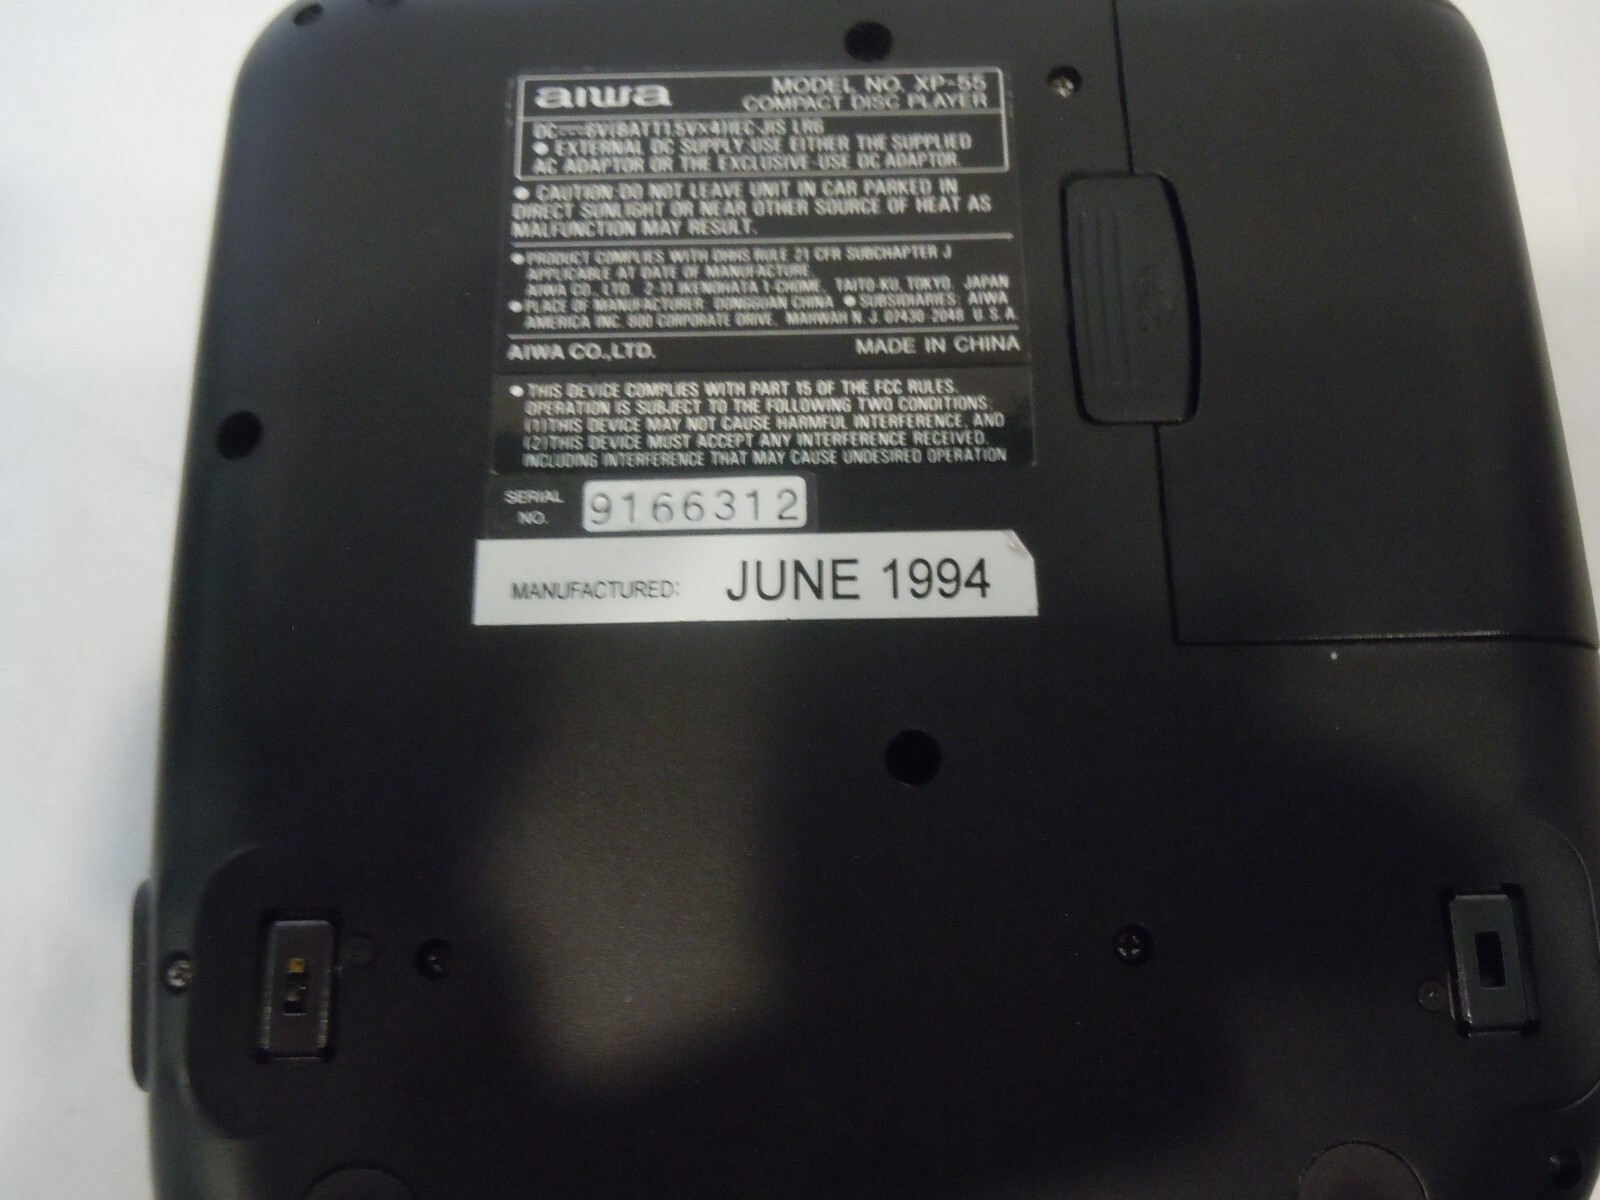 aiwa
MODEL NO. XP-55
COMPACT DISC PLAYER
DC 6V(BATT1.5V×4)IEC·JIS LR6
● EXTERNAL DC SUPPLY-USE EITHER THE SUPPLIED
AC ADAPTOR OR THE EXCLUSIVE-USE DC ADAPTOR.
● CAUTION-DO NOT LEAVE UNIT IN CAR PARKED IN
DIRECT SUNLIGHT OR NEAR OTHER SOURCE OF HEAT AS
MALFUNCTION MAY RESULT.
● PRODUCT COMPLIES WITH DHHS RULE 21 CFR SUBCHAPTER J
APPLICABLE AT DATE OF MANUFACTURE.
AIWA CO., LTD. 2-11 IKENOHATA 1-CHOME, TAITO-KU, TOKYO, JAPAN
● PLACE OF MANUFACTURER: DONGGUAN CHINA ● SUBSIDIARIES: AIWA
AMERICA INC. 800 CORPORATE DRIVE, MAHWAH N. J. 07430-2048 U. S. A
AIWA CO.,LTD. MADE IN CHINA
● THIS DEVICE COMPLIES WITH PART 15 OF THE FCC RULES.
OPERATION IS SUBJECT TO THE FOLLOWING TWO CONDITIONS:
(1)THIS DEVICE MAY NOT CAUSE HARMFUL INTERFERENCE, AND
(2)THIS DEVICE MUST ACCEPT ANY INTERFERENCE RECEIVED,
INCLUDING INTERFERENCE THAT MAY CAUSE UNDESIRED OPERATION
SERIAL NO. 9166312
MANUFACTURED: JUNE 1994